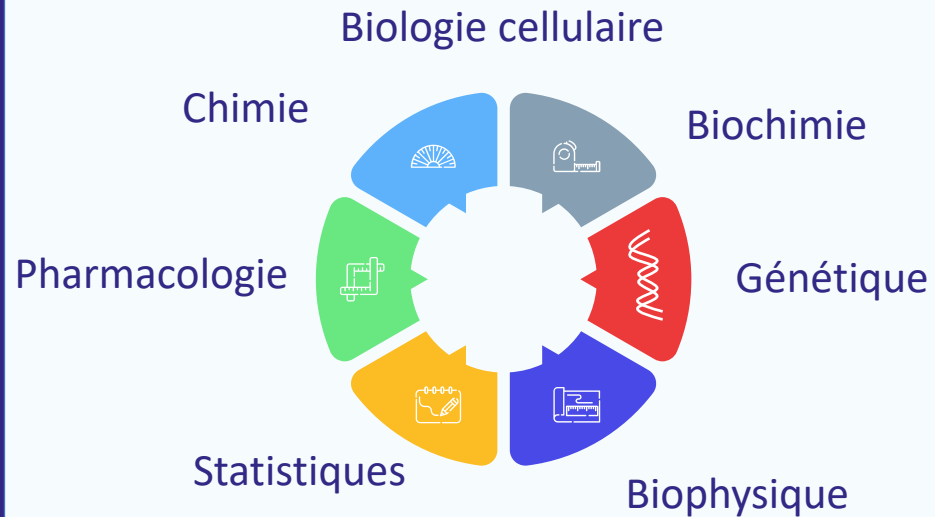 Biologie cellulaire
Chimie
Biochimie
Pharmacologie
Génétique
Statistiques
Biophysique